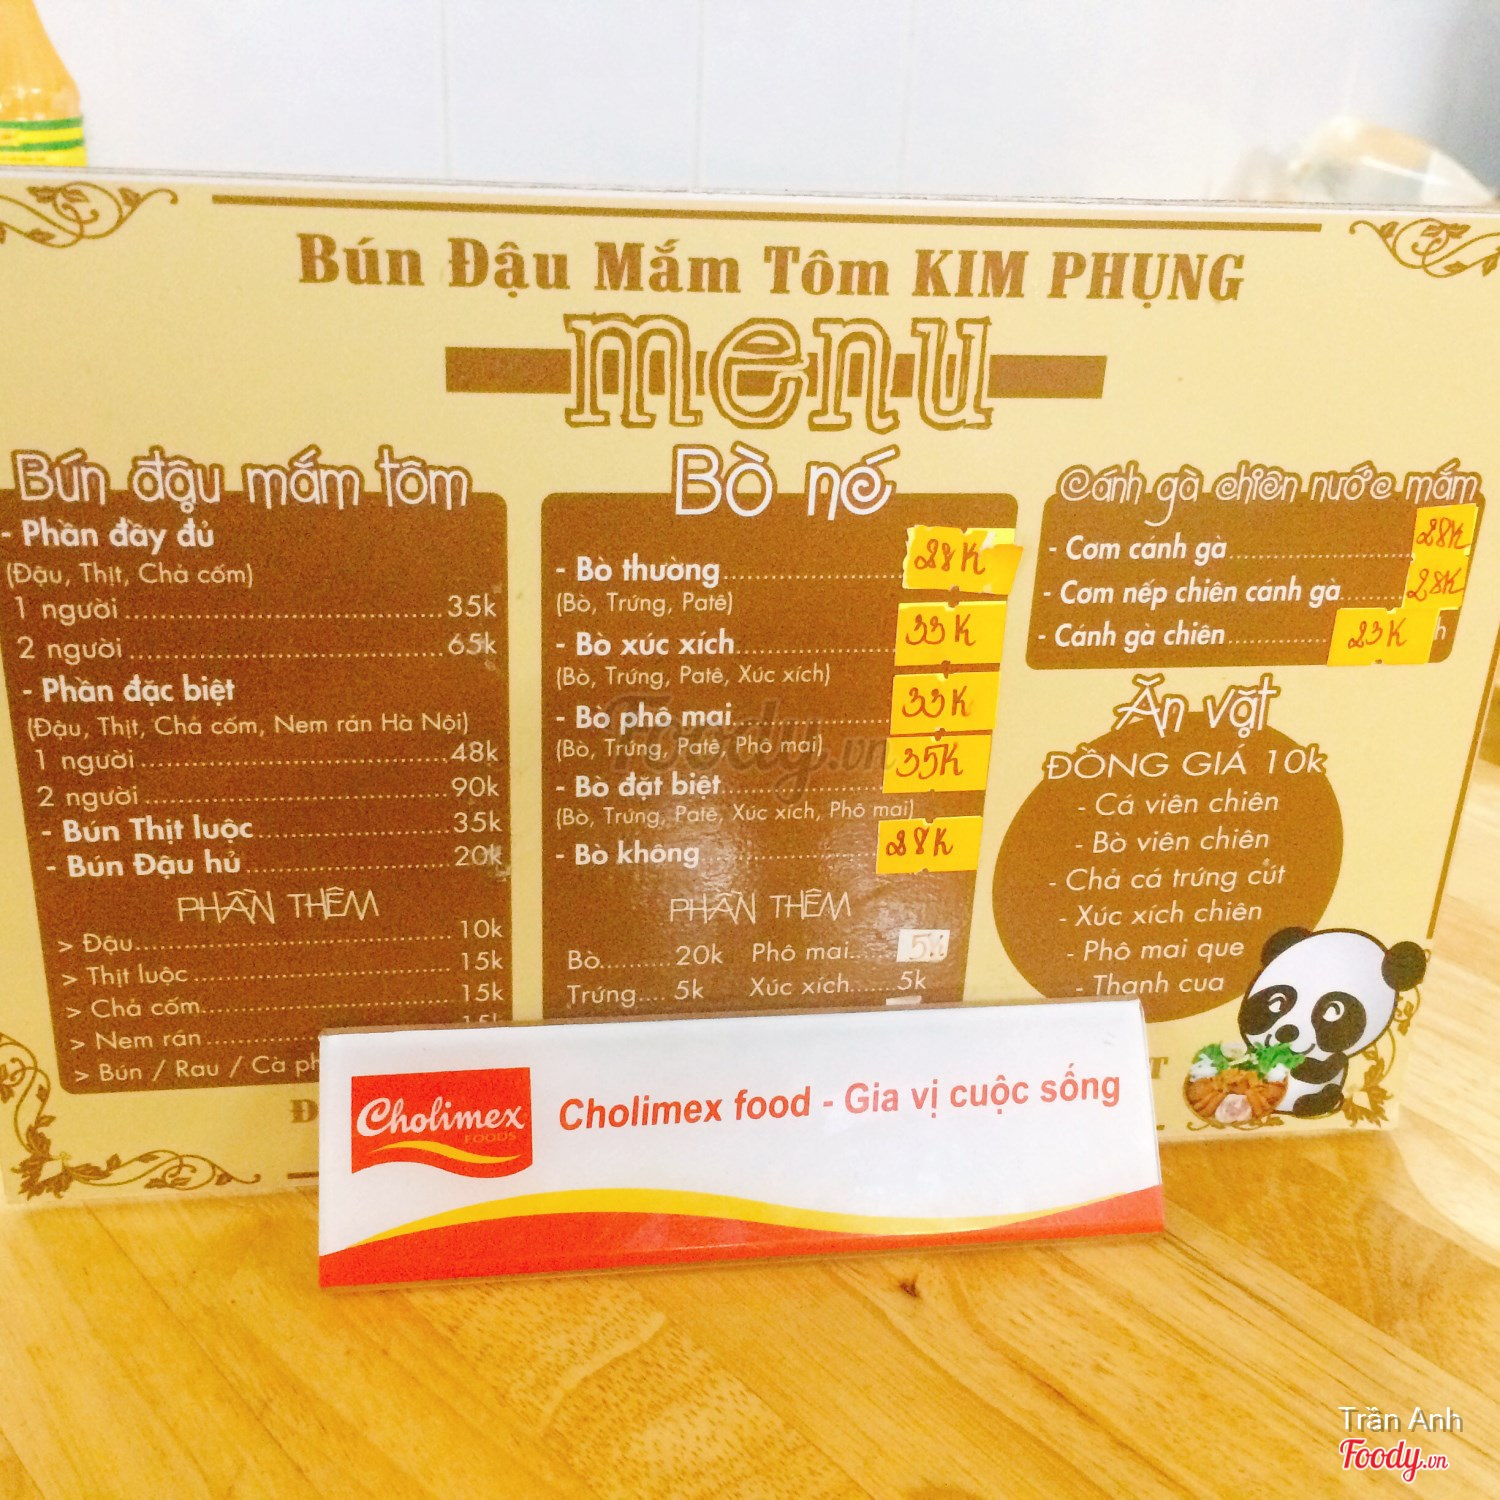 Bún Đậu Mắm Tôm KIM PHỤNG
menu
Bún đậu mắm tôm
- Phần đầy đủ
(Đậu, Thịt, Chả cốm)
1 người.....35k
2 người.....65k
- Phần đặc biệt
(Đậu, Thịt, Chả cốm, Nem rán Hà Nội)
1 người.....48k
2 người.....90k
- Bún Thịt luộc.....35k
- Bún Đậu hủ.....20k
PHẦN THÊM
> Đậu.....10k
> Thịt luộc.....15k
> Chả cốm.....15k
> Nem rán.....15k
> Bún / Rau / Cà ph
Bò né
- Bò thường.....28K
(Bò, Trứng, Patê)
- Bò xúc xích.....33K
(Bò, Trứng, Patê, Xúc xích)
- Bò phô mai.....33K
(Bò, Trứng, Patê, Phô mai)
- Bò đặt biệt.....35K
(Bò, Trứng, Patê, Xúc xích, Phô mai)
- Bò không.....28K
PHẦN THÊM
Bò.....20k Phô mai.....5k
Trứng.... 5k Xúc xích.....5k
Cánh gà chiên nước mắm
- Cơm cánh gà.....28K
- Cơm nếp chiên cánh gà.....28K
- Cánh gà chiên.....23K
Ăn vặt
ĐỒNG GIÁ 10k
- Cá viên chiên
- Bò viên chiên
- Chả cá trứng cút
- Xúc xích chiên
- Phô mai que
- Thanh cua
Foody.vn
Cholimex
FOODS
Cholimex food - Gia vị cuộc sống
Trần Anh
Foody.vn